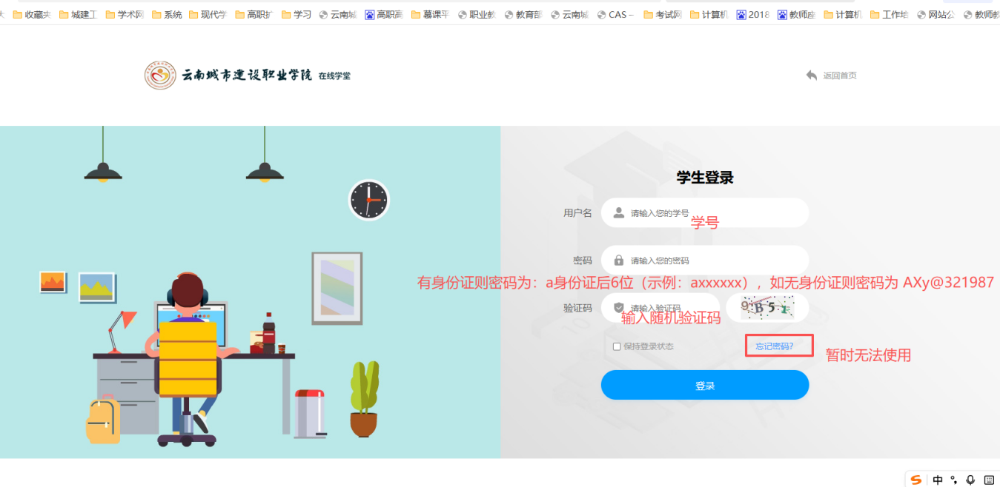 收藏夹 城建工 学术网 系统 现代学 高职扩 学习 云南城 高职高 慕课平 职业教 教育部 云南城 CAS – 考试网 计算机 2018 教师座 计算机 工作培 网站公 教师教
云南城市建设职业学院 在线学堂
返回首页
学生登录
用户名 请输入您的学号
学号
密码 请输入您的密码
有身份证则密码为：a身份证后6位（示例：axxxxxx），如无身份证则密码为 AXy@321987
验证码 请输入验证码 9B51
输入随机验证码
保持登录状态 忘记密码?
暂时无法使用
登录
中